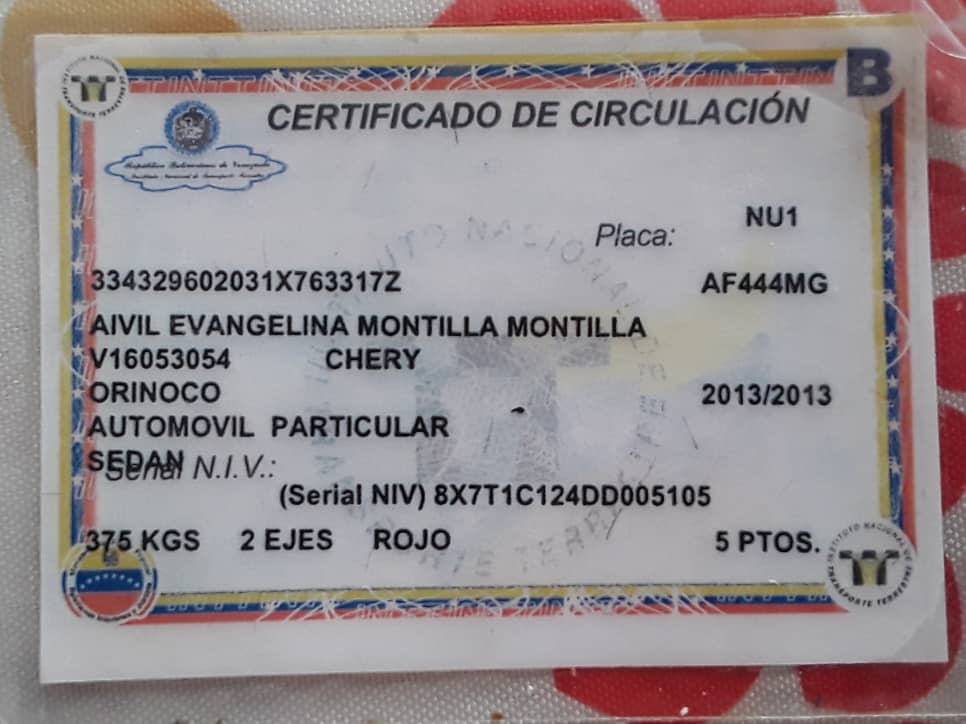 B
CERTIFICADO DE CIRCULACIÓN
República Bolivariana de Venezuela
NU1
Placa:
334329602031X763317Z AF444MG
AIVIL EVANGELINA MONTILLA MONTILLA
V16053054 CHERY
ORINOCO 2013/2013
AUTOMOVIL PARTICULAR
SEDAN
Serial N.I.V.:
(Serial NIV) 8X7T1C124DD005105
375 KGS 2 EJES ROJO 5 PTOS.
INSTITUTO NACIONAL DE TRANSPORTE TERRESTRE